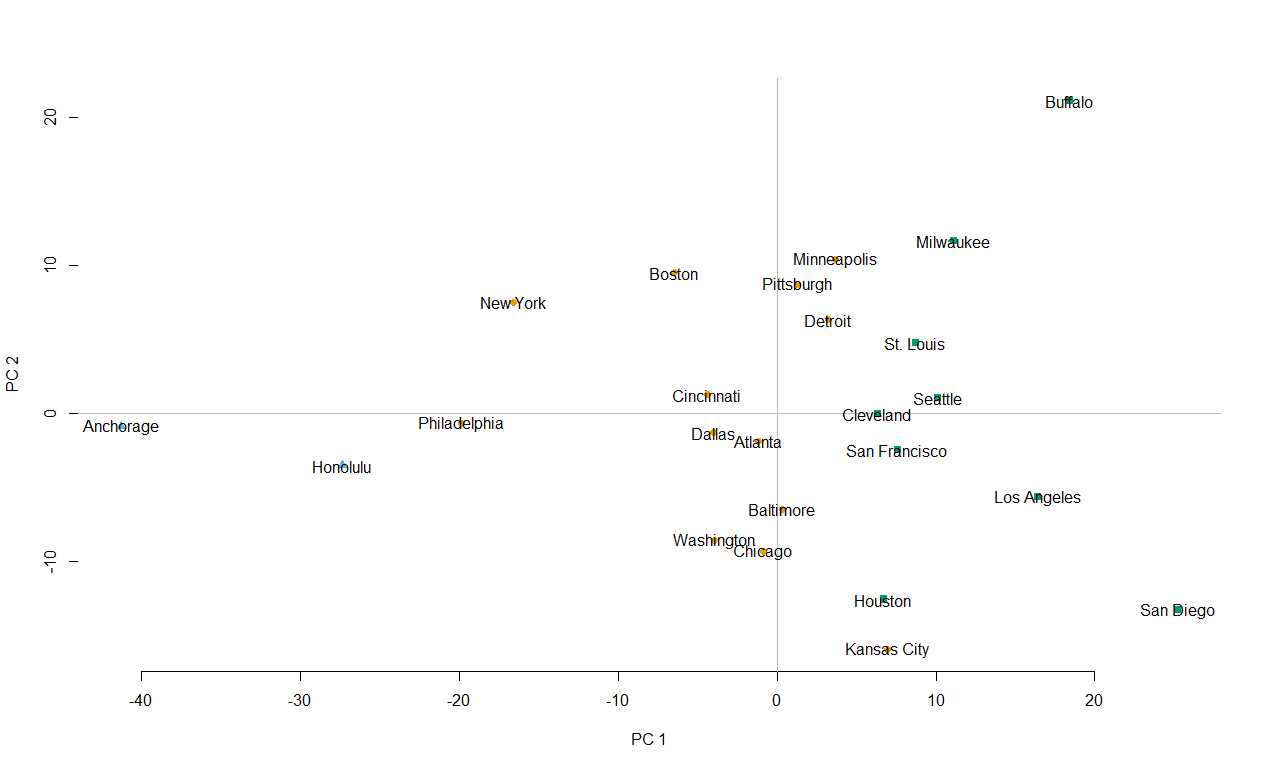 20
10
0
-10
PC 2
Buffalo
Milwaukee
Minneapolis
Boston
Pittsburgh
New York
Detroit
St. Louis
Cincinnati
Seattle
Cleveland
Philadelphia
Anchorage
Dallas
Atlanta
San Francisco
Honolulu
Los Angeles
Baltimore
Washington
Chicago
Houston
San Diego
Kansas City
-40 -30 -20 -10 0 10 20
PC 1